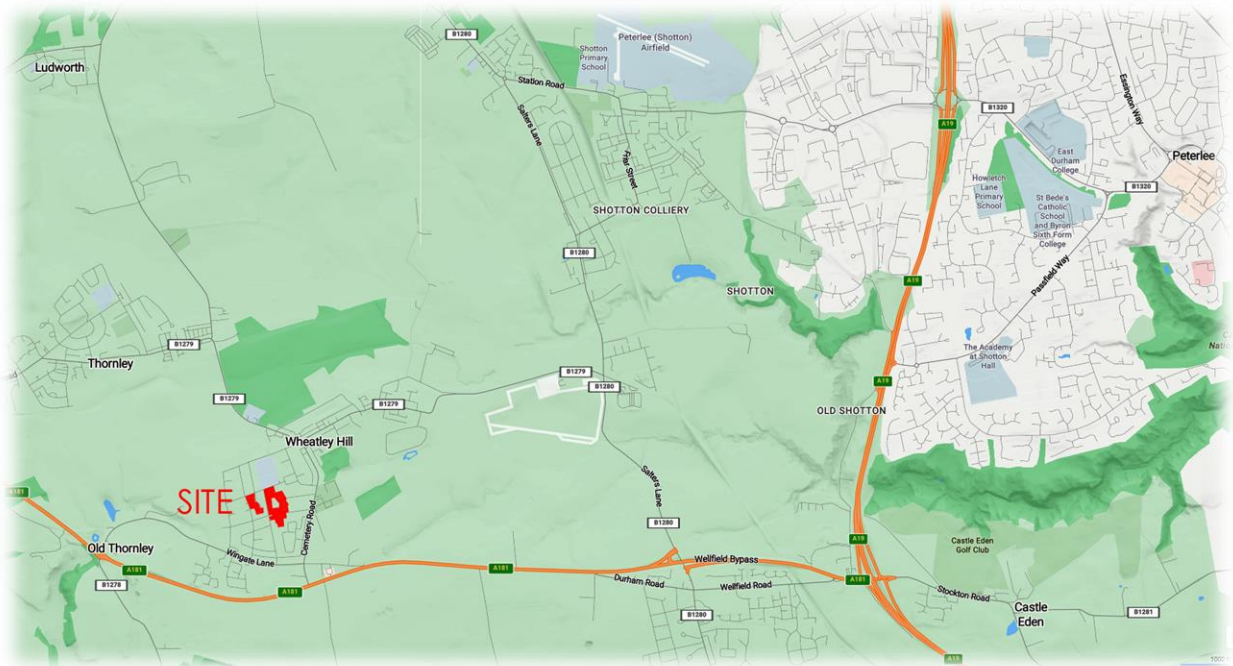 B1280
Peterlee (Shotton)
Airfield
Shotton
Primary
School
Ludworth
Station Road
Essington Way
Salters Lane
B1320
A19
Friar Street
East
Durham
College
Peterlee
Howletch
Lane
Primary
School
B1320
St Bede's
Catholic
School
and Byron
Sixth Form
College
SHOTTON COLLIERY
B1280
Passfield Way
A19
SHOTTON
B1279
Thornley
The Academy
at Shotton
Hall
B1279
B1280
A19
B1279
B1279
OLD SHOTTON
Wheatley Hill
Salters Lane
A181
SITE
Cemetery Road
B1280
Old Thornley
Wingate Lane
A19
Castle Eden
Golf Club
A181
B1278
A181
A181
Wellfield Bypass
Durham Road
Wellfield Road
A181
Stockton Road
B1280
Castle
Eden
B1281
A19